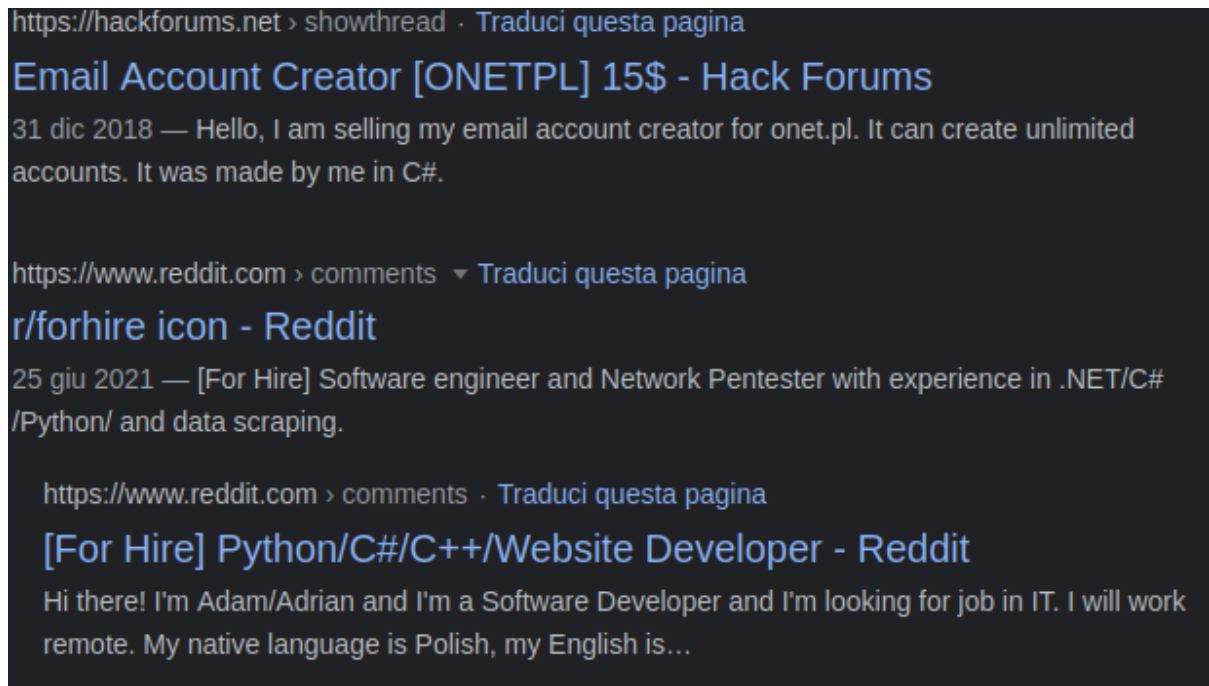 https://hackforums.net › showthread · Traduci questa pagina
Email Account Creator [ONETPL] 15$ - Hack Forums
31 dic 2018 — Hello, I am selling my email account creator for onet.pl. It can create unlimited
accounts. It was made by me in C#.
https://www.reddit.com › comments ▾ Traduci questa pagina
r/forhire icon - Reddit
25 giu 2021 — [For Hire] Software engineer and Network Pentester with experience in .NET/C#
/Python/ and data scraping.
https://www.reddit.com › comments · Traduci questa pagina
[For Hire] Python/C#/C++/Website Developer - Reddit
Hi there! I'm Adam/Adrian and I'm a Software Developer and I'm looking for job in IT. I will work
remote. My native language is Polish, my English is…